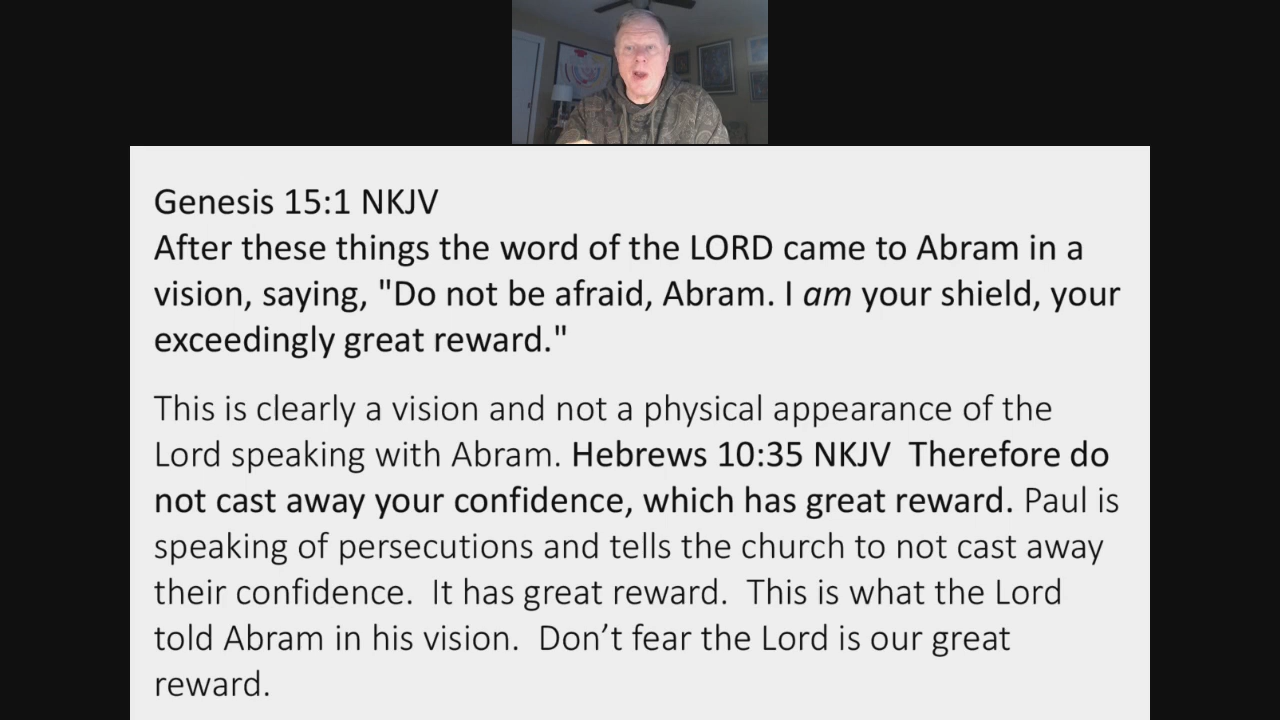 Genesis 15:1 NKJV
After these things the word of the LORD came to Abram in a
vision, saying, "Do not be afraid, Abram. I am your shield, your
exceedingly great reward."
This is clearly a vision and not a physical appearance of the
Lord speaking with Abram. Hebrews 10:35 NKJV  Therefore do
not cast away your confidence, which has great reward. Paul is
speaking of persecutions and tells the church to not cast away
their confidence.  It has great reward.  This is what the Lord
told Abram in his vision.  Don’t fear the Lord is our great
reward.